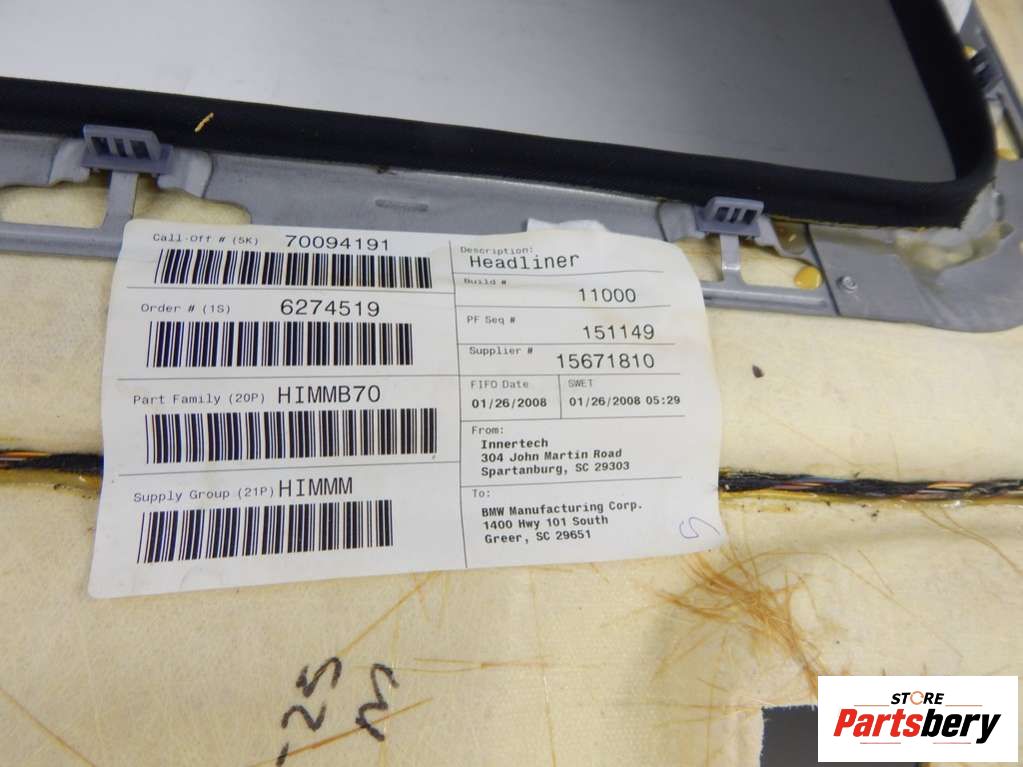 Call-Off # (5K) 70094191
Order # (1S) 6274519
Part Family (20P) HIMMB70
Supply Group (21P) HIMMM
Description:
Headliner
Build #
11000
PF Seq #
151149
Supplier #
15671810
FIFO Date
01/26/2008
SWET
01/26/2008 05:29
From:
Innertech
304 John Martin Road
Spartanburg, SC 29303
To:
BMW Manufacturing Corp.
1400 Hwy 101 South
Greer, SC 29651
STORE
Partsbery